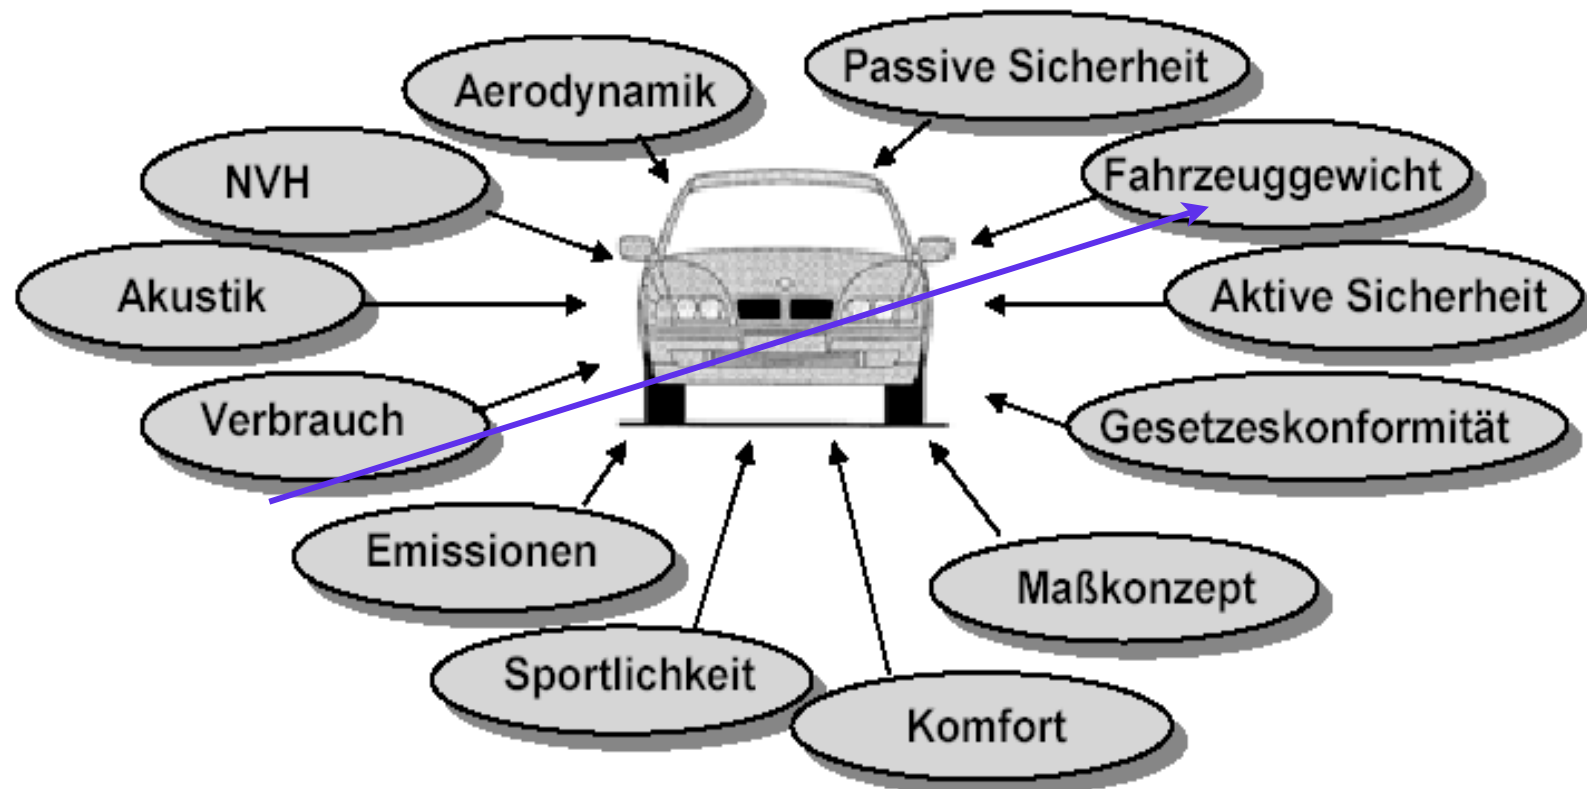 Passive Sicherheit
Aerodynamik
Fahrzeuggewicht
NVH
Akustik
Aktive Sicherheit
Verbrauch
Gesetzeskonformität
Emissionen
Maßkonzept
Sportlichkeit
Komfort